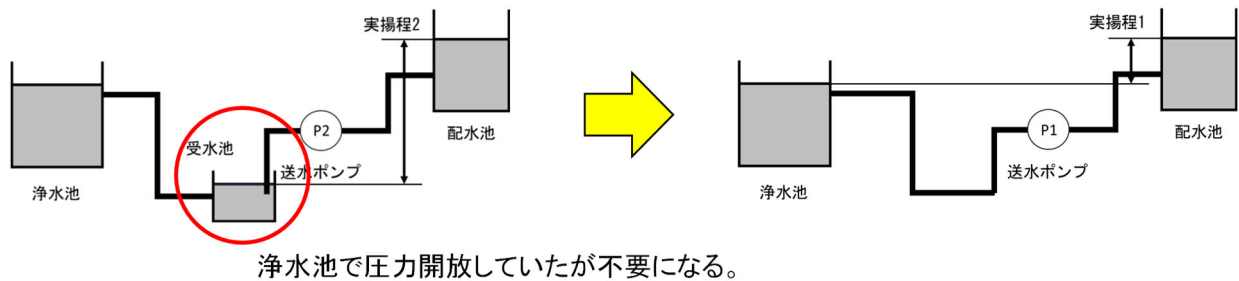 実揚程2
P2
受水池
配水池
送水ポンプ
浄水池
実揚程1
P1
配水池
送水ポンプ
浄水池
浄水池で圧力開放していたが不要になる。